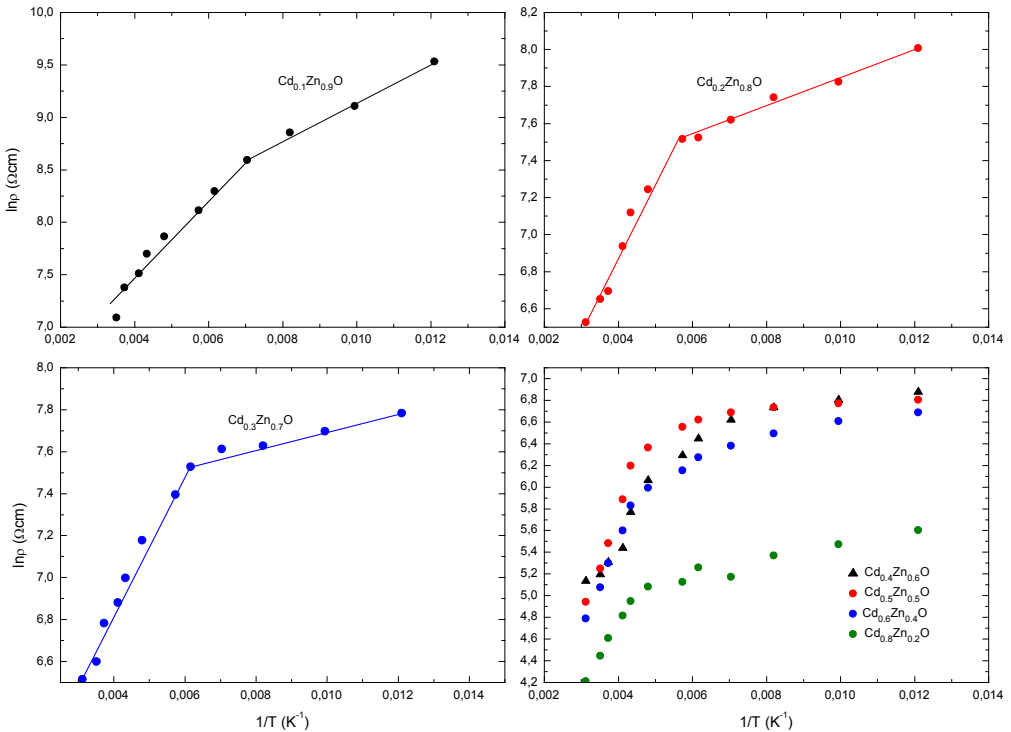 10,0
9,5
9,0
8,5
8,0
7,5
7,0
lnρ (Ωcm)
Cd0.1Zn0.9O
0,002 0,004 0,006 0,008 0,010 0,012 0,014
8,2
8,0
7,8
7,6
7,4
7,2
7,0
6,8
6,6
Cd0.2Zn0.8O
0,002 0,004 0,006 0,008 0,010 0,012 0,014
8,0
7,8
7,6
7,4
7,2
7,0
6,8
6,6
lnρ (Ωcm)
Cd0.3Zn0.7O
0,004 0,006 0,008 0,010 0,012 0,014
1/T (K-1)
7,0
6,8
6,6
6,4
6,2
6,0
5,8
5,6
5,4
5,2
5,0
4,8
4,6
4,4
4,2
Cd0.4Zn0.6O
Cd0.5Zn0.5O
Cd0.6Zn0.4O
Cd0.8Zn0.2O
0,002 0,004 0,006 0,008 0,010 0,012 0,014
1/T (K-1)